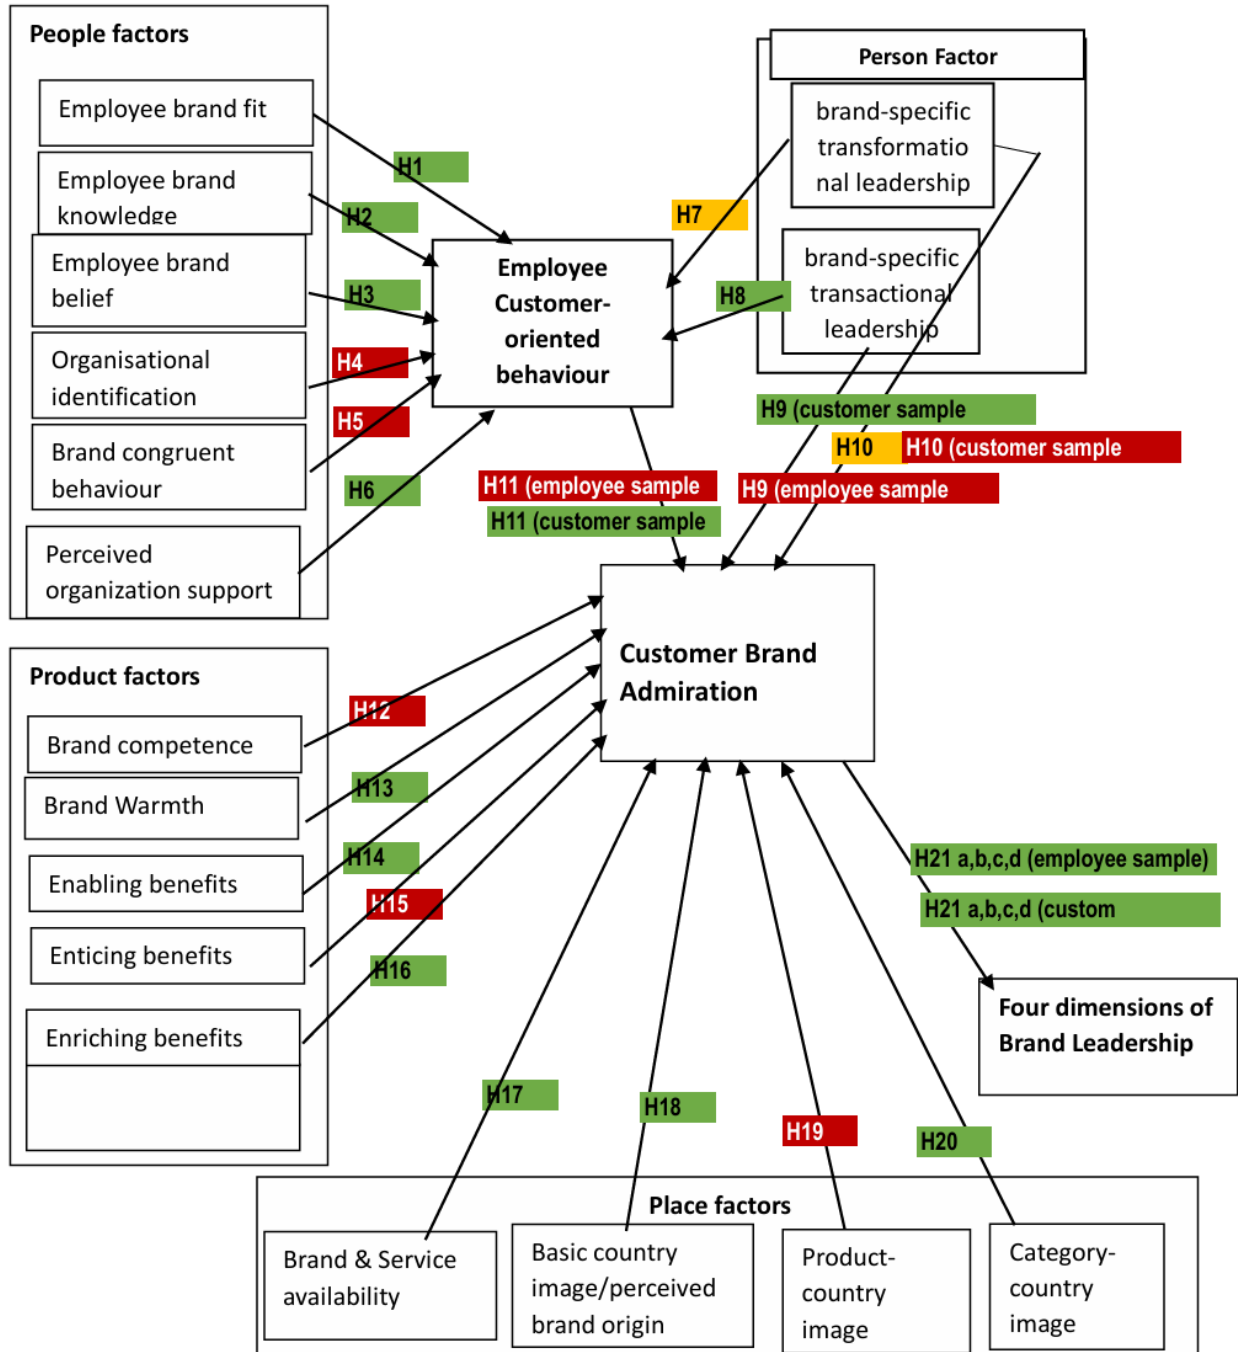 People factors
Employee brand fit
Employee brand
knowledge
Employee brand
belief
Organisational
identification
Brand congruent
behaviour
Perceived
organization support
H1
H2
H3
H4
H5
H6
Employee
Customer-
oriented
behaviour
Person Factor
brand-specific
transformatio
nal leadership
brand-specific
transactional
leadership
H7
H8
H9 (customer sample
H10
H10 (customer sample
H11 (employee sample
H9 (employee sample
H11 (customer sample
Customer Brand
Admiration
Product factors
Brand competence
Brand Warmth
Enabling benefits
Enticing benefits
Enriching benefits
H12
H13
H14
H15
H16
H21 a,b,c,d (employee sample)
H21 a,b,c,d (custom
Four dimensions of
Brand Leadership
H17
H18
H19
H20
Place factors
Brand & Service
availability
Basic country
image/perceived
brand origin
Product-
country
image
Category-
country
image